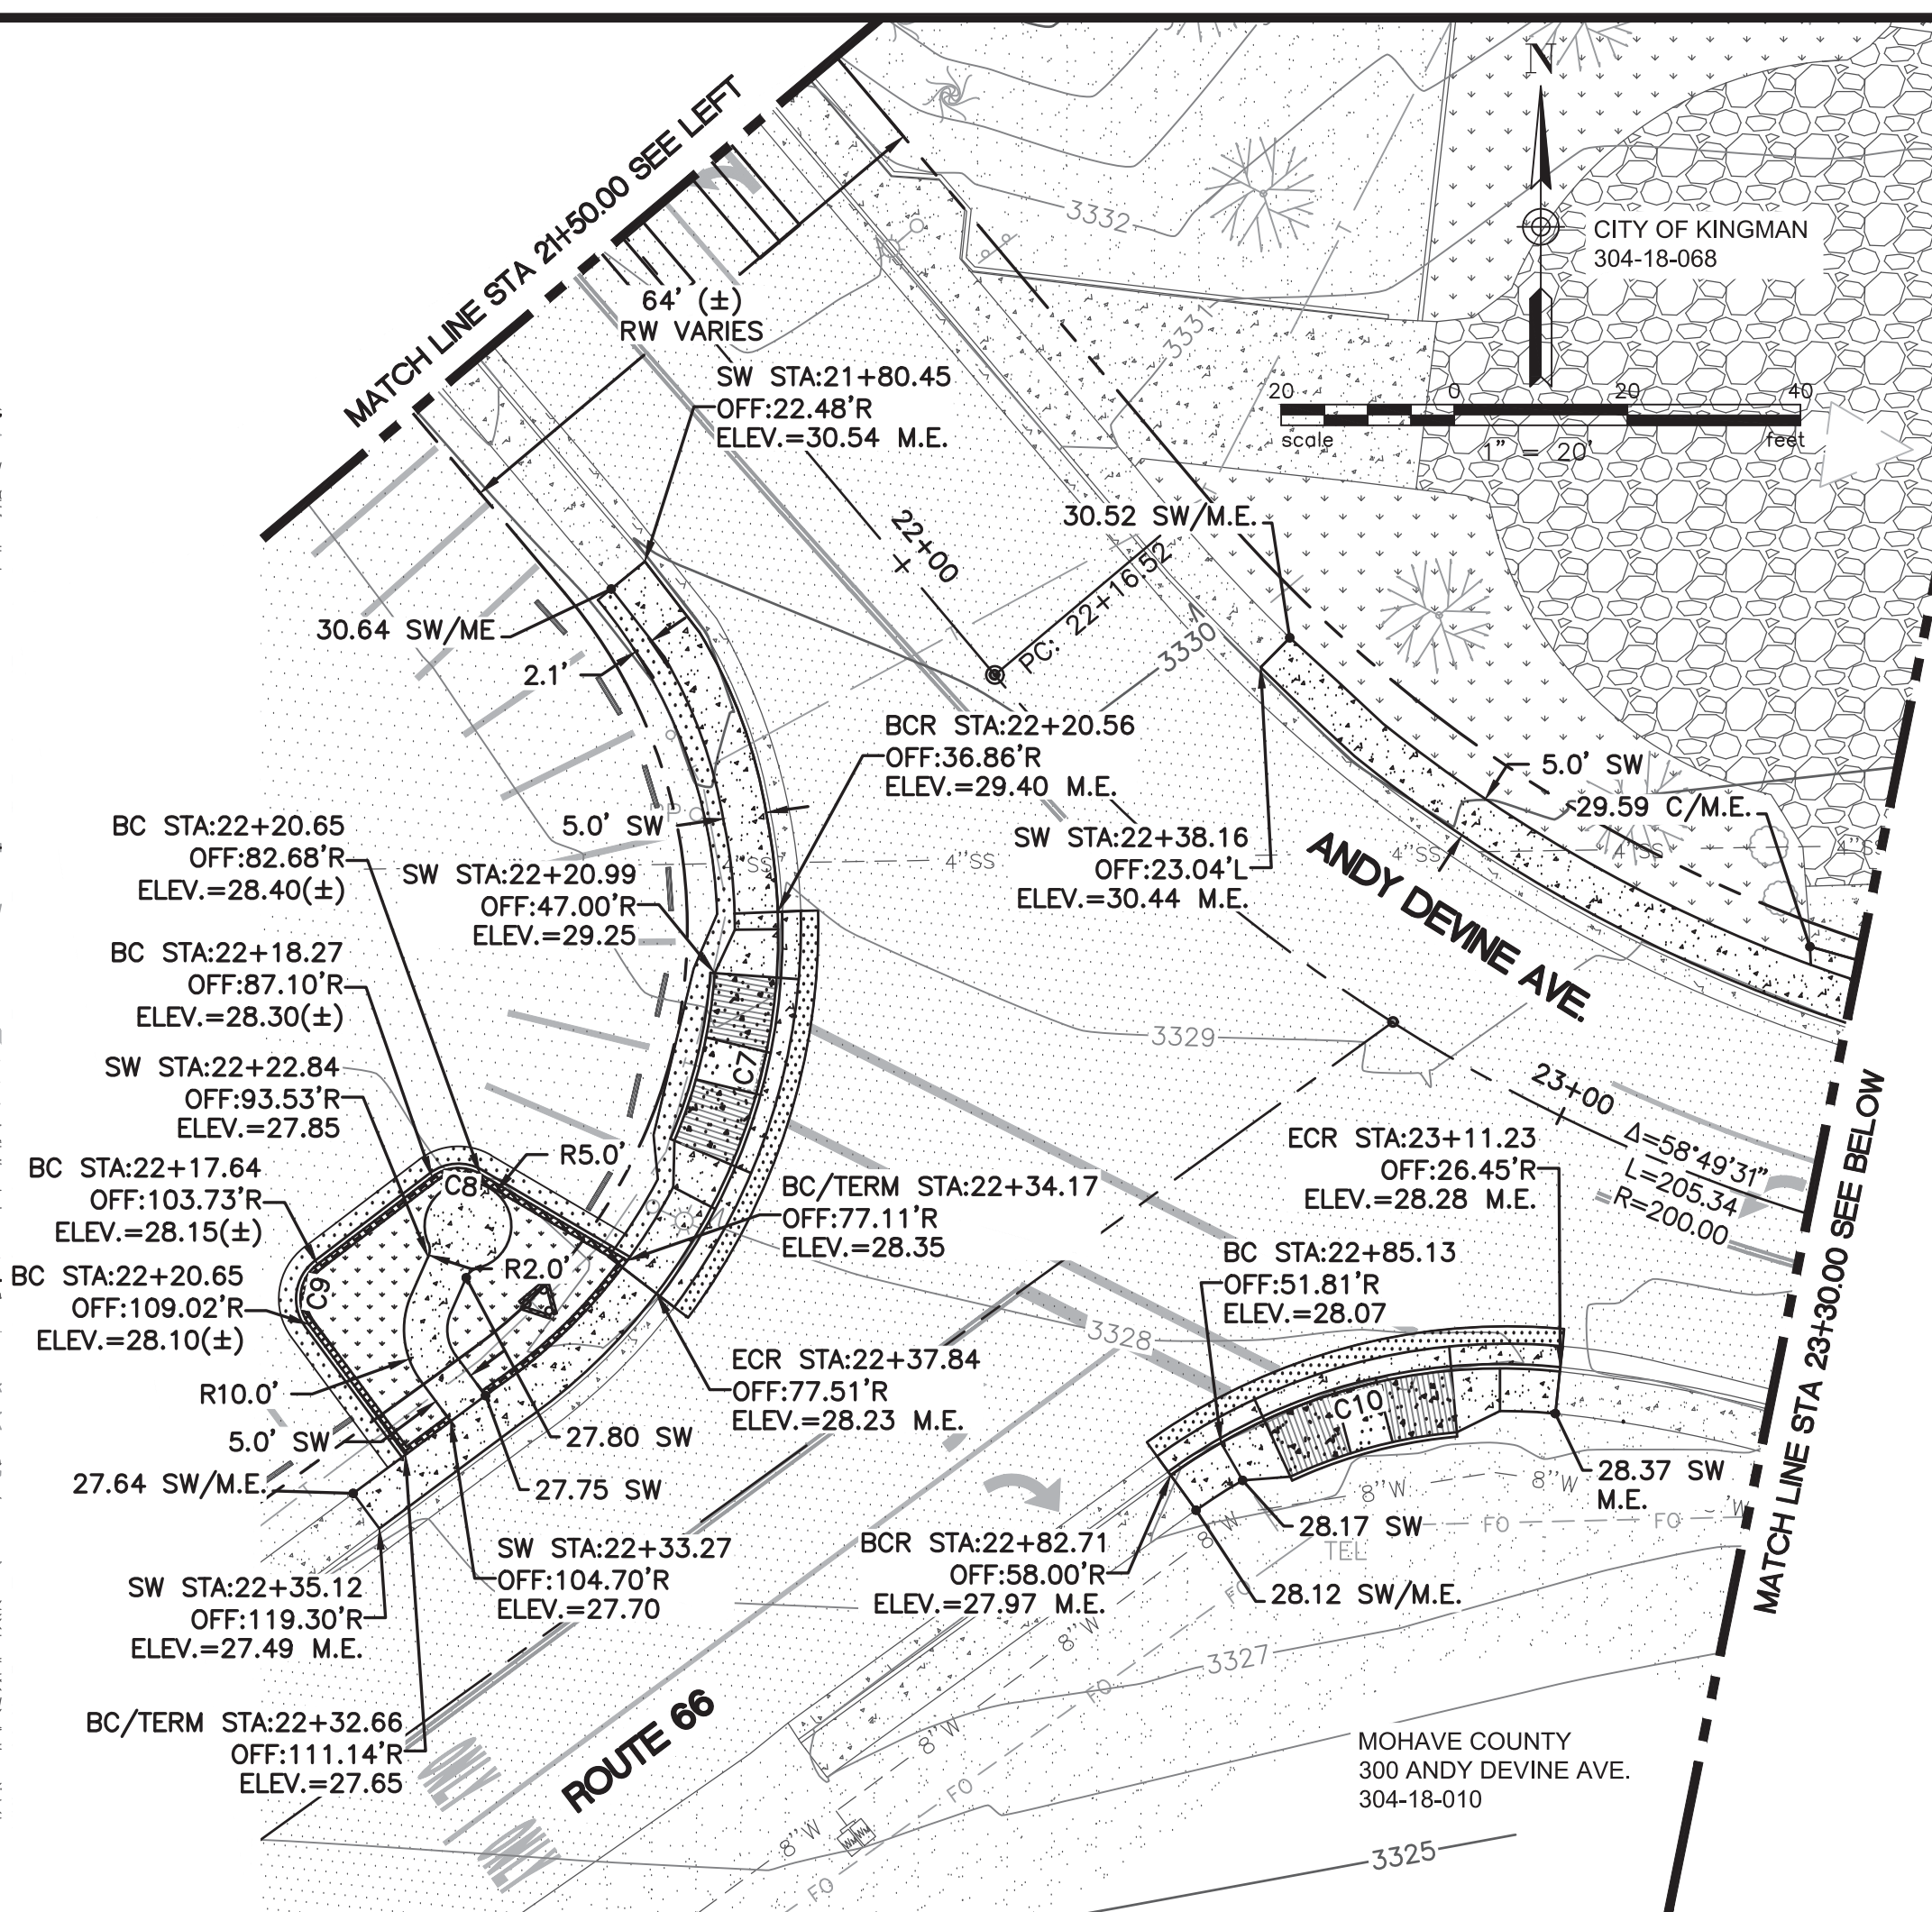 N
CITY OF KINGMAN
304-18-068
20 0 20 40
scale feet
1" = 20'
MATCH LINE STA 21+50.00 SEE LEFT
64' (±)
RW VARIES
3332
3331
SW STA:21+80.45
OFF:22.48'R
ELEV.=30.54 M.E.
22+00
30.52 SW/M.E.
PC: 22+16.52
3330
30.64 SW/ME
2.1'
BCR STA:22+20.56
OFF:36.86'R
ELEV.=29.40 M.E.
5.0' SW
29.59 C/M.E.
PP
5.0' SW
SW STA:22+38.16
OFF:23.04'L
ELEV.=30.44 M.E.
ANDY DEVINE AVE.
4"SS
4"SS
4"SS
4"S
"SS
BC STA:22+20.65
OFF:82.68'R
ELEV.=28.40(±)
SW STA:22+20.99
OFF:47.00'R
ELEV.=29.25
BC STA:22+18.27
OFF:87.10'R
ELEV.=28.30(±)
SW STA:22+22.84
OFF:93.53'R
ELEV.=27.85
C7
3329
23+00
Δ=58°49'31"
L=205.34
R=200.00
ECR STA:23+11.23
OFF:26.45'R
ELEV.=28.28 M.E.
BC STA:22+17.64
OFF:103.73'R
ELEV.=28.15(±)
R5.0'
C8
BC/TERM STA:22+34.17
OFF:77.11'R
ELEV.=28.35
BC STA:22+85.13
OFF:51.81'R
ELEV.=28.07
BC STA:22+20.65
OFF:109.02'R
ELEV.=28.10(±)
C9
R2.0'
3328
ECR STA:22+37.84
OFF:77.51'R
ELEV.=28.23 M.E.
R10.0'
5.0' SW
27.80 SW
C10
27.64 SW/M.E.
27.75 SW
28.37 SW
M.E.
8"W
8"W
"W
28.17 SW
FO
FO
TEL
SW STA:22+33.27
OFF:104.70'R
ELEV.=27.70
BCR STA:22+82.71
OFF:58.00'R
ELEV.=27.97 M.E.
8"W
FO
28.12 SW/M.E.
SW STA:22+35.12
OFF:119.30'R
ELEV.=27.49 M.E.
8"W
3327
FO
BC/TERM STA:22+32.66
OFF:111.14'R
ELEV.=27.65
ROUTE 66
8"W
FO
MOHAVE COUNTY
300 ANDY DEVINE AVE.
304-18-010
8"W
FO
3325
MATCH LINE STA 23+30.00 SEE BELOW